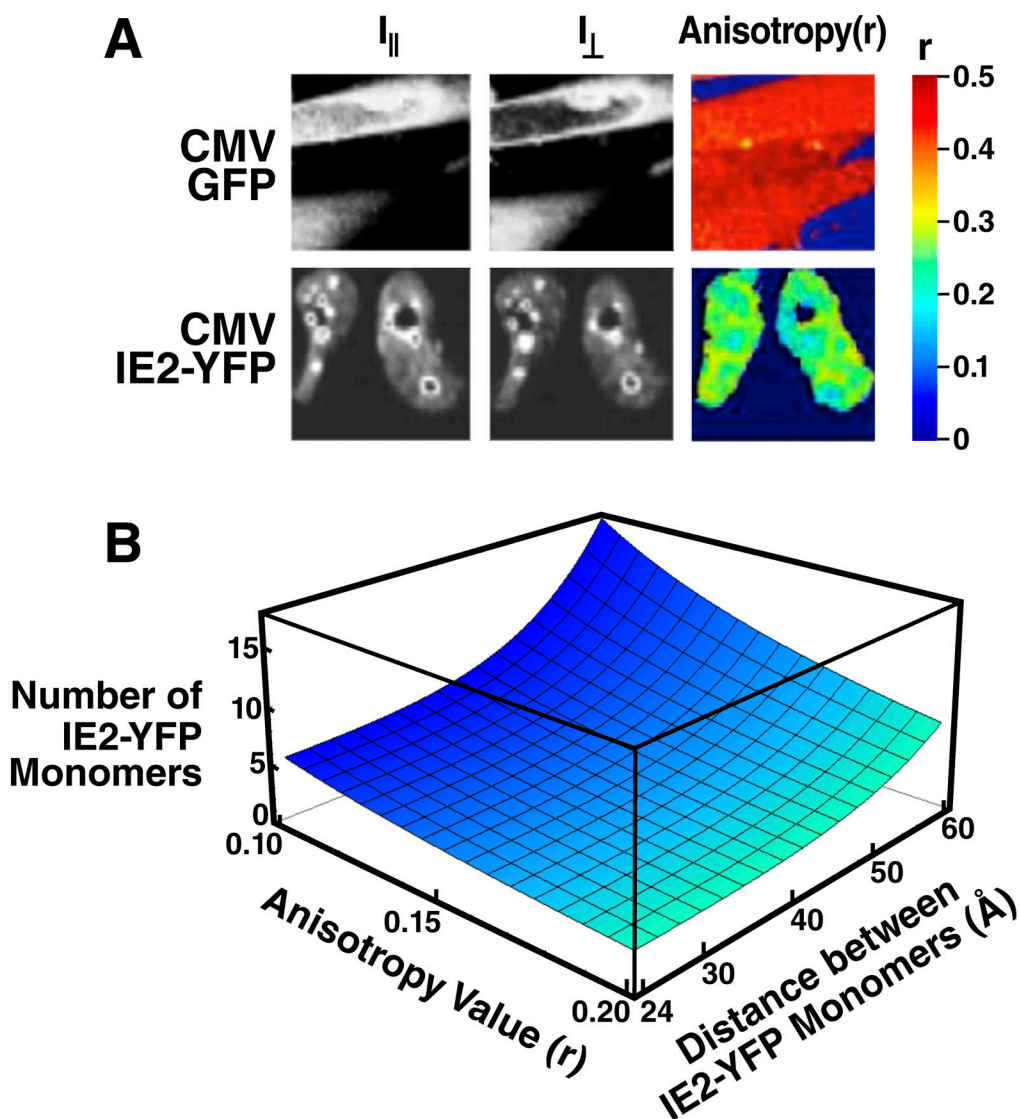 A
I∥
I⊥
Anisotropy(r)
r
CMV
GFP
CMV
IE2-YFP
0.5
0.4
0.3
0.2
0.1
0
B
Number of
IE2-YFP
Monomers
15
10
5
0
0.10
0.15
0.20
Anisotropy Value (r)
24
30
40
50
60
Distance between
IE2-YFP Monomers (Å)